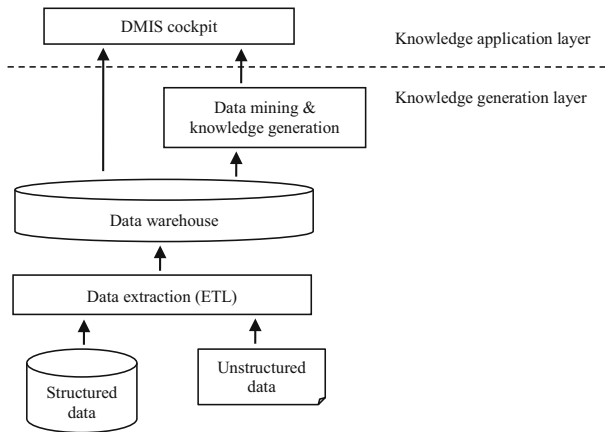 DMIS cockpit
Knowledge application layer
Knowledge generation layer
Data mining &
knowledge generation
Data warehouse
Data extraction (ETL)
Structured
data
Unstructured
data